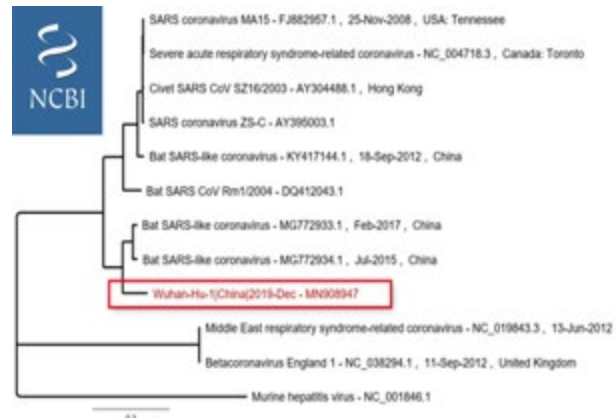 SARS coronavirus MA15 - FJ882957.1 , 25-Nov-2008 , USA: Tennessee
Severe acute respiratory syndrome-related coronavirus - NC_004718.3 , Canada: Toronto
NCBI
Civet SARS CoV SZ16/2003 - AY304488.1 , Hong Kong
SARS coronavirus ZS-C - AY395003.1
Bat SARS-like coronavirus - KY417144.1 , 18-Sep-2012 , China
Bat SARS CoV Rm1/2004 - DQ412043.1
Bat SARS-like coronavirus - MG772933.1 , Feb-2017 , China
Bat SARS-like coronavirus - MG772934.1 , Jul-2015 , China
Wuhan-Hu-1|China|2019-Dec - MN908947
Middle East respiratory syndrome-related coronavirus - NC_019843.3 , 13-Jun-2012
Betacoronavirus England 1 - NC_038294.1 , 11-Sep-2012 , United Kingdom
Murine hepatitis virus - NC_001846.1